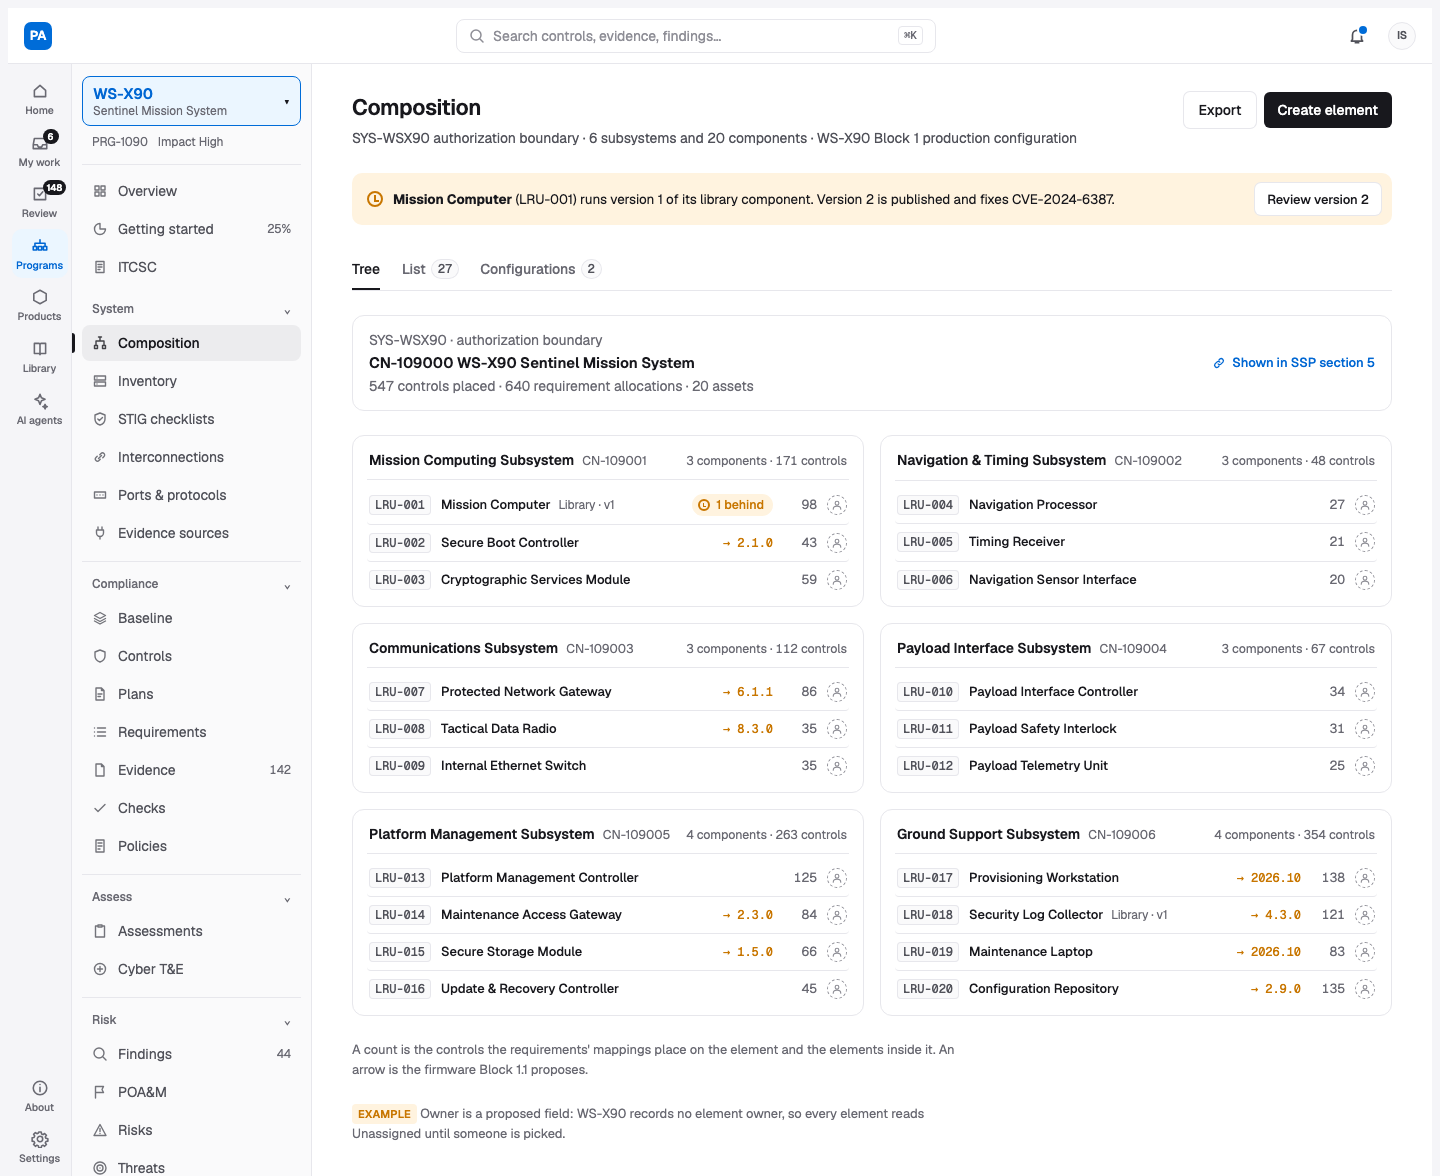 PA
Search controls, evidence, findings...
⌘K
IS
Home
6
My work
148
Review
Programs
Products
Library
AI agents
About
Settings
WS-X90
Sentinel Mission System
PRG-1090 Impact High
Overview
Getting started 25%
ITCSC
System
Composition
Inventory
STIG checklists
Interconnections
Ports & protocols
Evidence sources
Compliance
Baseline
Controls
Plans
Requirements
Evidence 142
Checks
Policies
Assess
Assessments
Cyber T&E
Risk
Findings 44
POA&M
Risks
Threats
Composition
SYS-WSX90 authorization boundary · 6 subsystems and 20 components · WS-X90 Block 1 production configuration
Export
Create element
Mission Computer (LRU-001) runs version 1 of its library component. Version 2 is published and fixes CVE-2024-6387.
Review version 2
Tree List 27 Configurations 2
SYS-WSX90 · authorization boundary
CN-109000 WS-X90 Sentinel Mission System
547 controls placed · 640 requirement allocations · 20 assets
Shown in SSP section 5
Mission Computing Subsystem CN-109001 3 components · 171 controls
LRU-001 Mission Computer Library · v1 1 behind 98
LRU-002 Secure Boot Controller → 2.1.0 43
LRU-003 Cryptographic Services Module 59
Navigation & Timing Subsystem CN-109002 3 components · 48 controls
LRU-004 Navigation Processor 27
LRU-005 Timing Receiver 21
LRU-006 Navigation Sensor Interface 20
Communications Subsystem CN-109003 3 components · 112 controls
LRU-007 Protected Network Gateway → 6.1.1 86
LRU-008 Tactical Data Radio → 8.3.0 35
LRU-009 Internal Ethernet Switch 35
Payload Interface Subsystem CN-109004 3 components · 67 controls
LRU-010 Payload Interface Controller 34
LRU-011 Payload Safety Interlock 31
LRU-012 Payload Telemetry Unit 25
Platform Management Subsystem CN-109005 4 components · 263 controls
LRU-013 Platform Management Controller 125
LRU-014 Maintenance Access Gateway → 2.3.0 84
LRU-015 Secure Storage Module → 1.5.0 66
LRU-016 Update & Recovery Controller 45
Ground Support Subsystem CN-109006 4 components · 354 controls
LRU-017 Provisioning Workstation → 2026.10 138
LRU-018 Security Log Collector Library · v1 → 4.3.0 121
LRU-019 Maintenance Laptop → 2026.10 83
LRU-020 Configuration Repository → 2.9.0 135
A count is the controls the requirements' mappings place on the element and the elements inside it. An
arrow is the firmware Block 1.1 proposes.
EXAMPLE Owner is a proposed field: WS-X90 records no element owner, so every element reads
Unassigned until someone is picked.